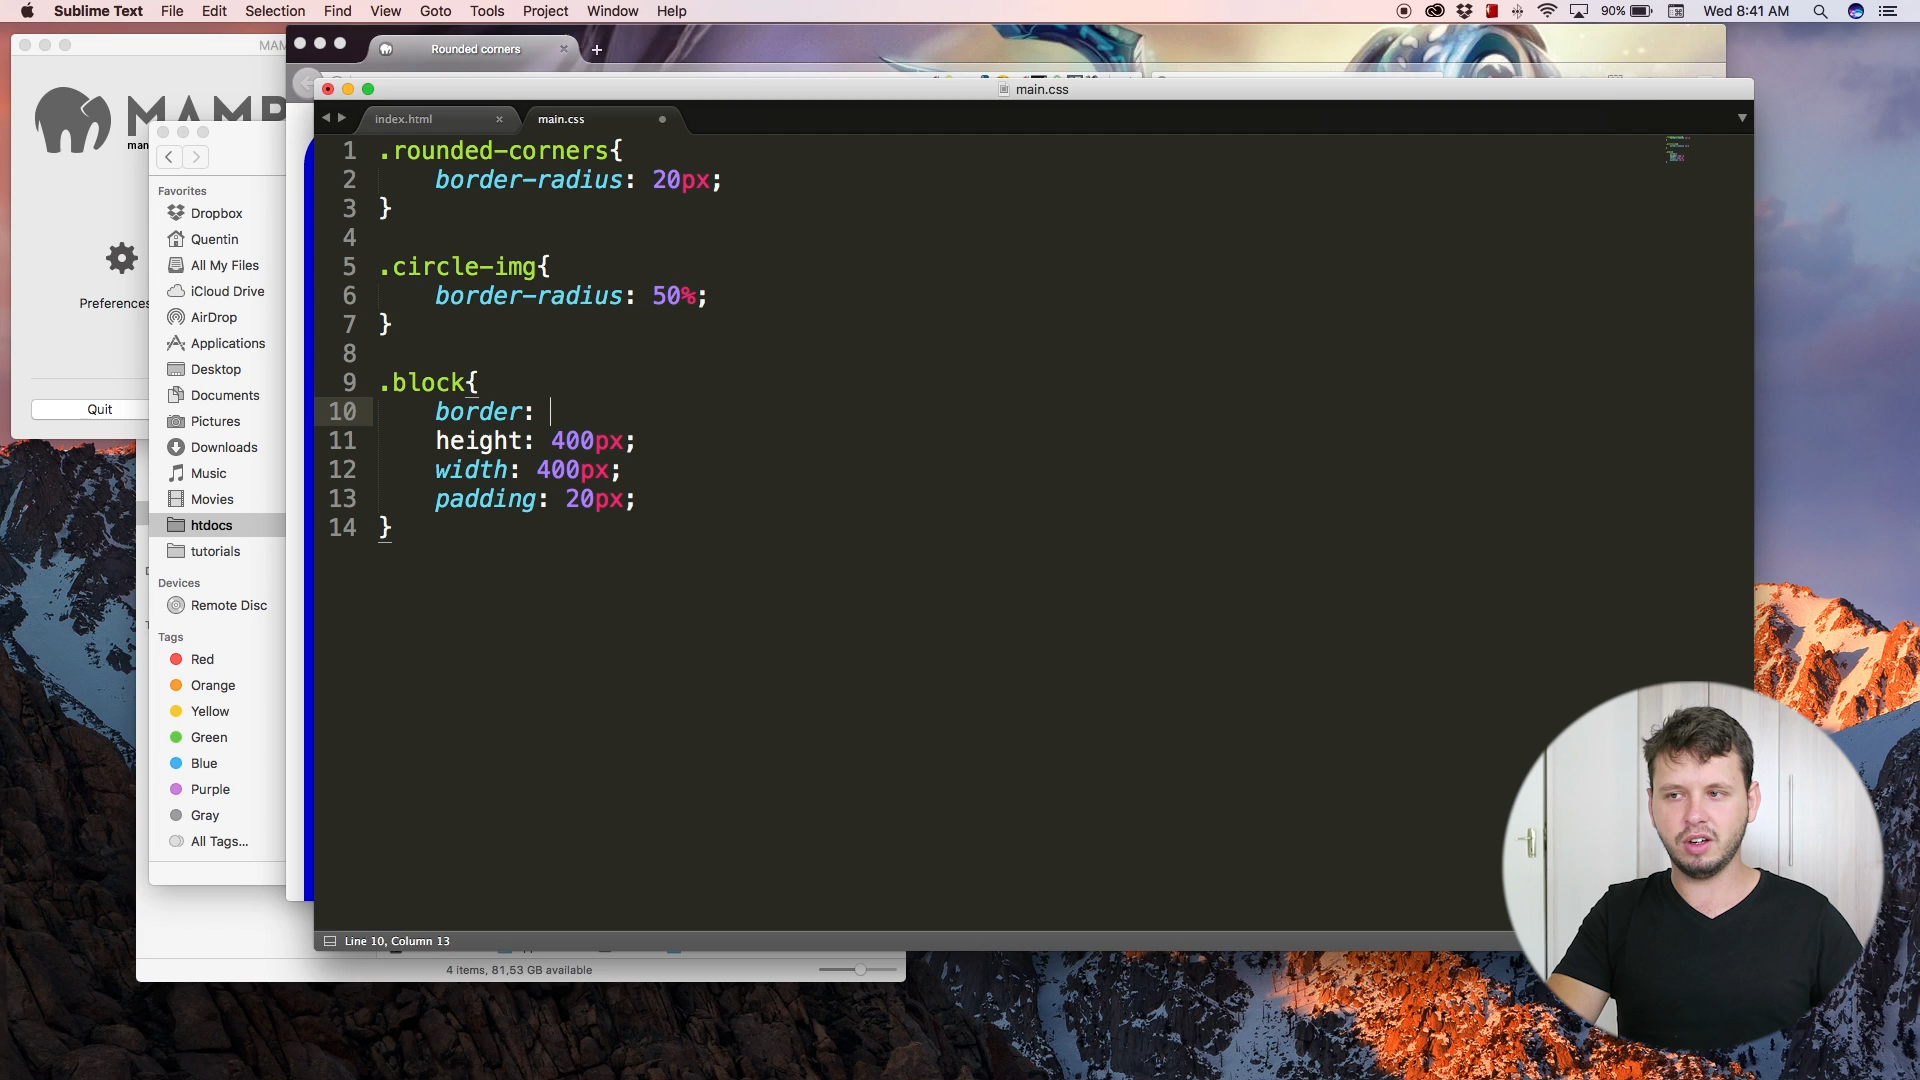 Sublime Text File Edit Selection Find View Goto Tools Project Window Help
90% Wed 8:41 AM
Rounded corners
main.css
index.html
main.css
1 .rounded-corners{
2 border-radius: 20px;
3 }
4
5 .circle-img{
6 border-radius: 50%;
7 }
8
9 .block{
10 border:
11 height: 400px;
12 width: 400px;
13 padding: 20px;
14 }
Line 10, Column 13
MAMP
Preferences
Quit
Favorites
Dropbox
Quentin
All My Files
iCloud Drive
AirDrop
Applications
Desktop
Documents
Pictures
Downloads
Music
Movies
htdocs
tutorials
Devices
Remote Disc
Tags
Red
Orange
Yellow
Green
Blue
Purple
Gray
All Tags...
4 items, 81,53 GB available